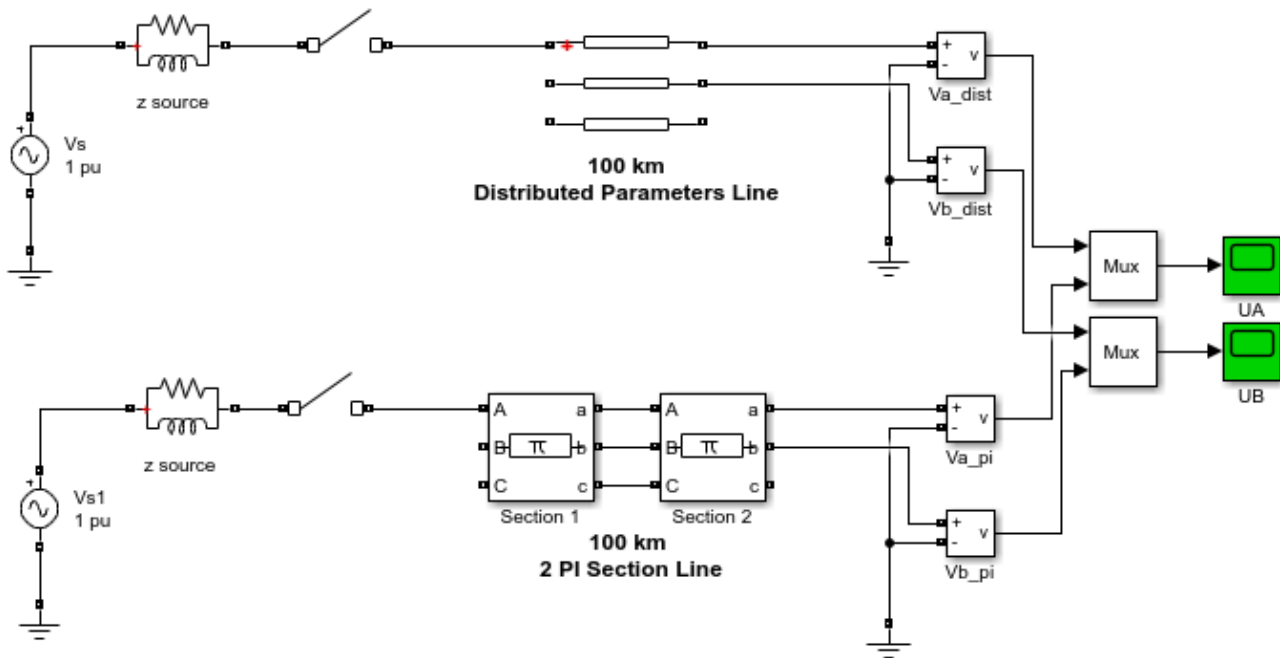 z source
Vs
1 pu
100 km
Distributed Parameters Line
+
-
v
Va_dist
+
-
v
Vb_dist
Mux
UA
Mux
UB
z source
Vs1
1 pu
A
a
B
π
b
C
c
Section 1
A
a
B
π
b
C
c
Section 2
100 km
2 PI Section Line
+
-
v
Va_pi
+
-
v
Vb_pi